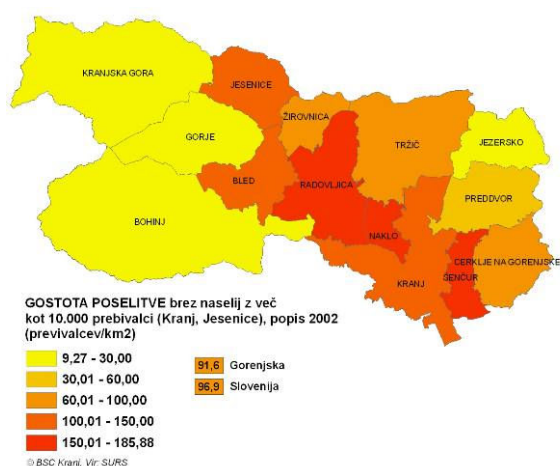 KRANJSKA GORA
JESENICE
ŽIROVNICA
GORJE
TRŽIČ
JEZERSKO
BLED
RADOVLJICA
PREDDVOR
BOHINJ
NAKLO
CERKLJE NA GORENJSKE
KRANJ
ŠENČUR
GOSTOTA POSELITVE brez naselij z več
kot 10.000 prebivalci (Kranj, Jesenice), popis 2002
(previvalcev/km2)
9,27 - 30,00
30,01 - 60,00
60,01 - 100,00
100,01 - 150,00
150,01 - 185,88
91,6 Gorenjska
96,9 Slovenija
© BSC Kranj, Vir: SURS